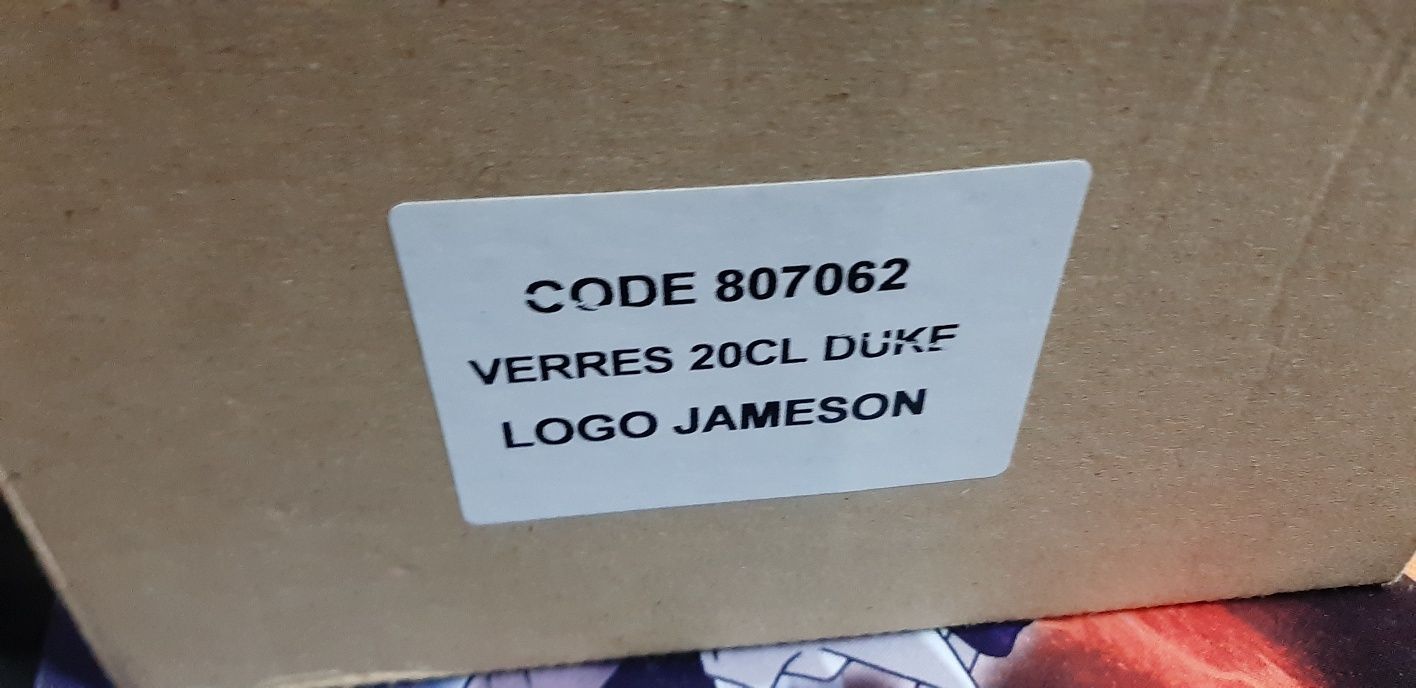 CODE 807062
VERRES 20CL DUKE
LOGO JAMESON